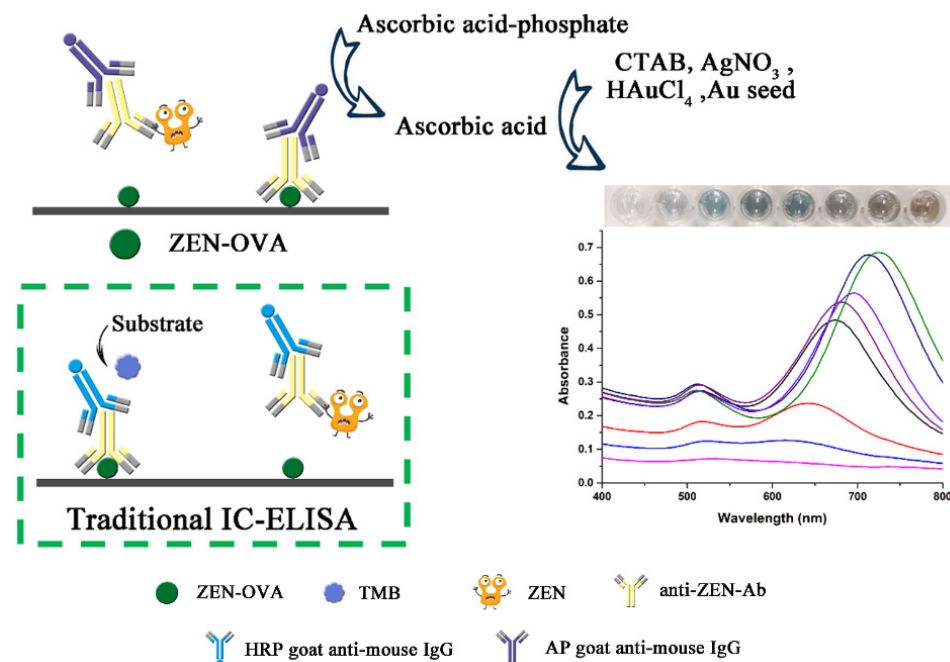 Ascorbic acid-phosphate
Ascorbic acid
CTAB, AgNO3 ,
HAuCl4 ,Au seed
ZEN-OVA
Substrate
Traditional IC-ELISA
0.7
0.6
0.5
0.4
0.3
0.2
0.1
0.0
Absorbance
400
500
600
700
800
Wavelength (nm)
ZEN-OVA
TMB
ZEN
anti-ZEN-Ab
HRP goat anti-mouse IgG
AP goat anti-mouse IgG